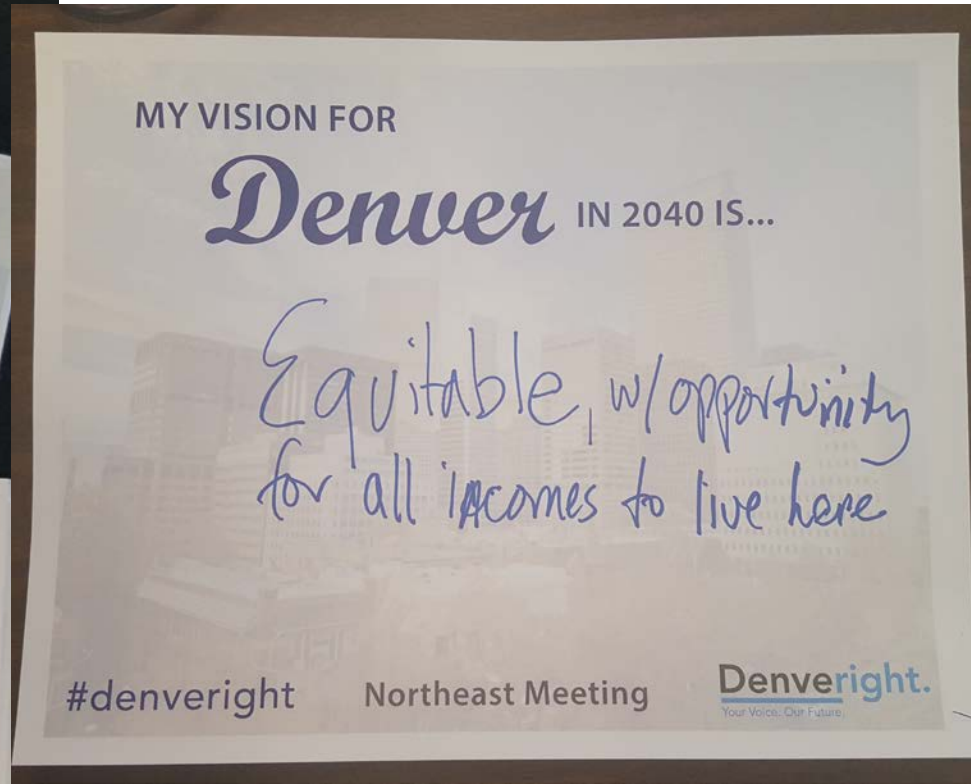 MY VISION FOR
Denver IN 2040 IS...
Equitable, w/opportunity
for all incomes to live here
#denveright
Northeast Meeting
Denveright.
Your Voice. Our Future.